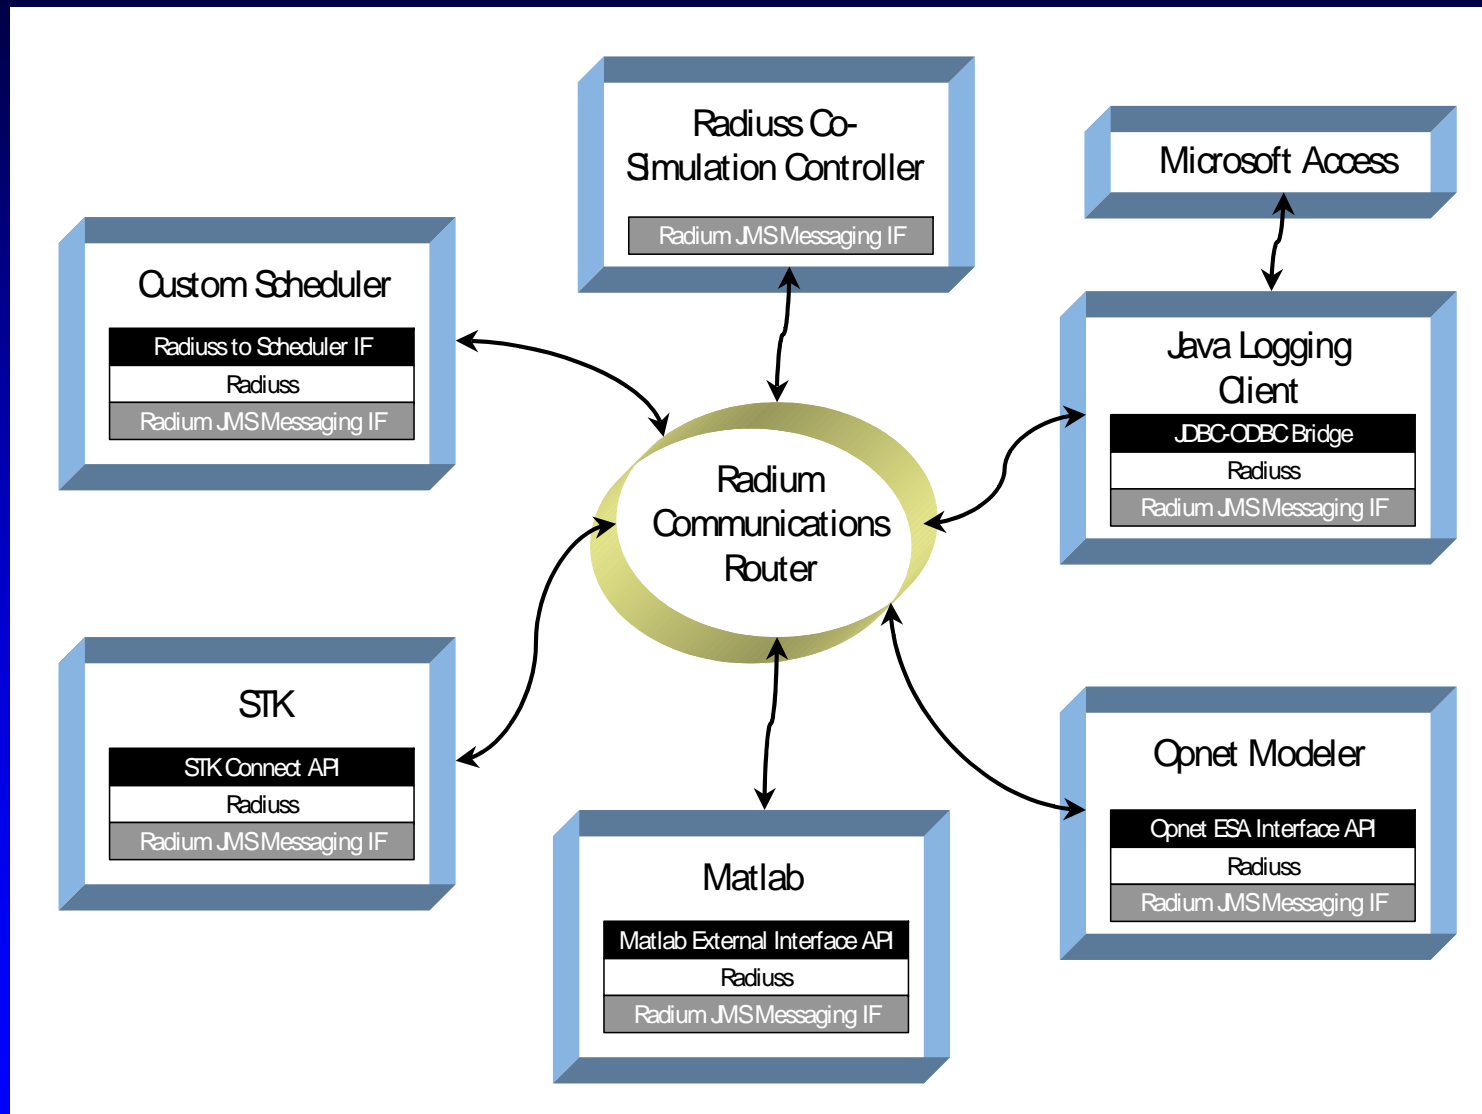 Radiuss Co-
Simulation Controller
Radium JMS Messaging IF
Microsoft Access
Custom Scheduler
Radiuss to Scheduler IF
Radiuss
Radium JMS Messaging IF
Java Logging
Client
JDBC-ODBC Bridge
Radiuss
Radium JMS Messaging IF
Radium
Communications
Router
STK
STK Connect API
Radiuss
Radium JMS Messaging IF
Matlab
Matlab External Interface API
Radiuss
Radium JMS Messaging IF
Opnet Modeler
Opnet ESA Interface API
Radiuss
Radium JMS Messaging IF